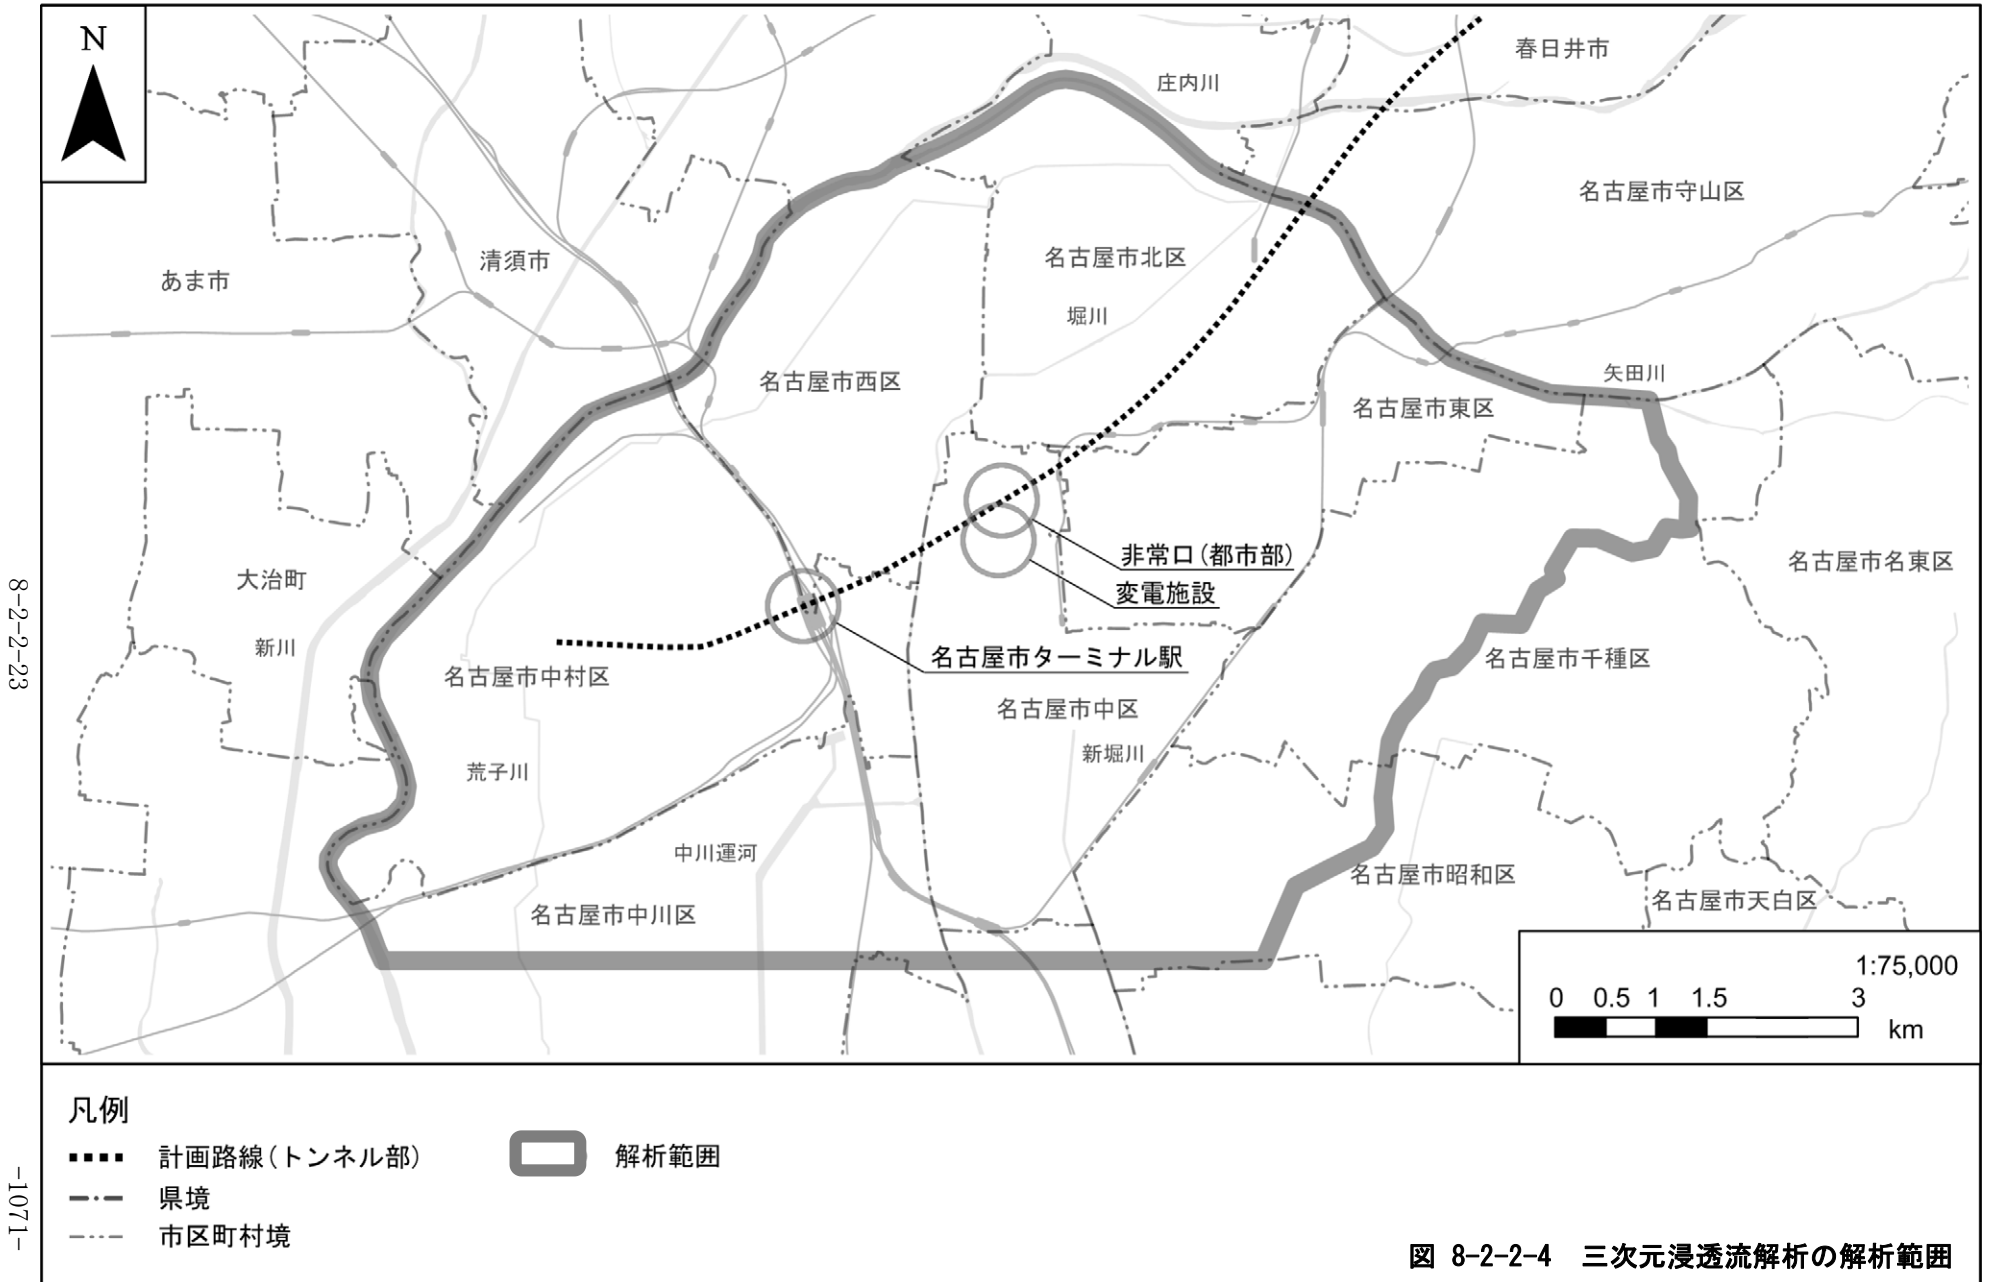 N
春日井市
庄内川
名古屋市守山区
名古屋市北区
清須市
あま市
堀川
矢田川
名古屋市西区
名古屋市東区
非常口(都市部)
名古屋市名東区
大治町
変電施設
新川
名古屋市ターミナル駅
名古屋市千種区
名古屋市中村区
名古屋市中区
新堀川
荒子川
中川運河
名古屋市昭和区
名古屋市天白区
名古屋市中川区
1:75,000
0 0.5 1 1.5 3
km
凡例
計画路線(トンネル部)
解析範囲
県境
市区町村境
図 8-2-2-4 三次元浸透流解析の解析範囲
8-2-2-23
-1071-